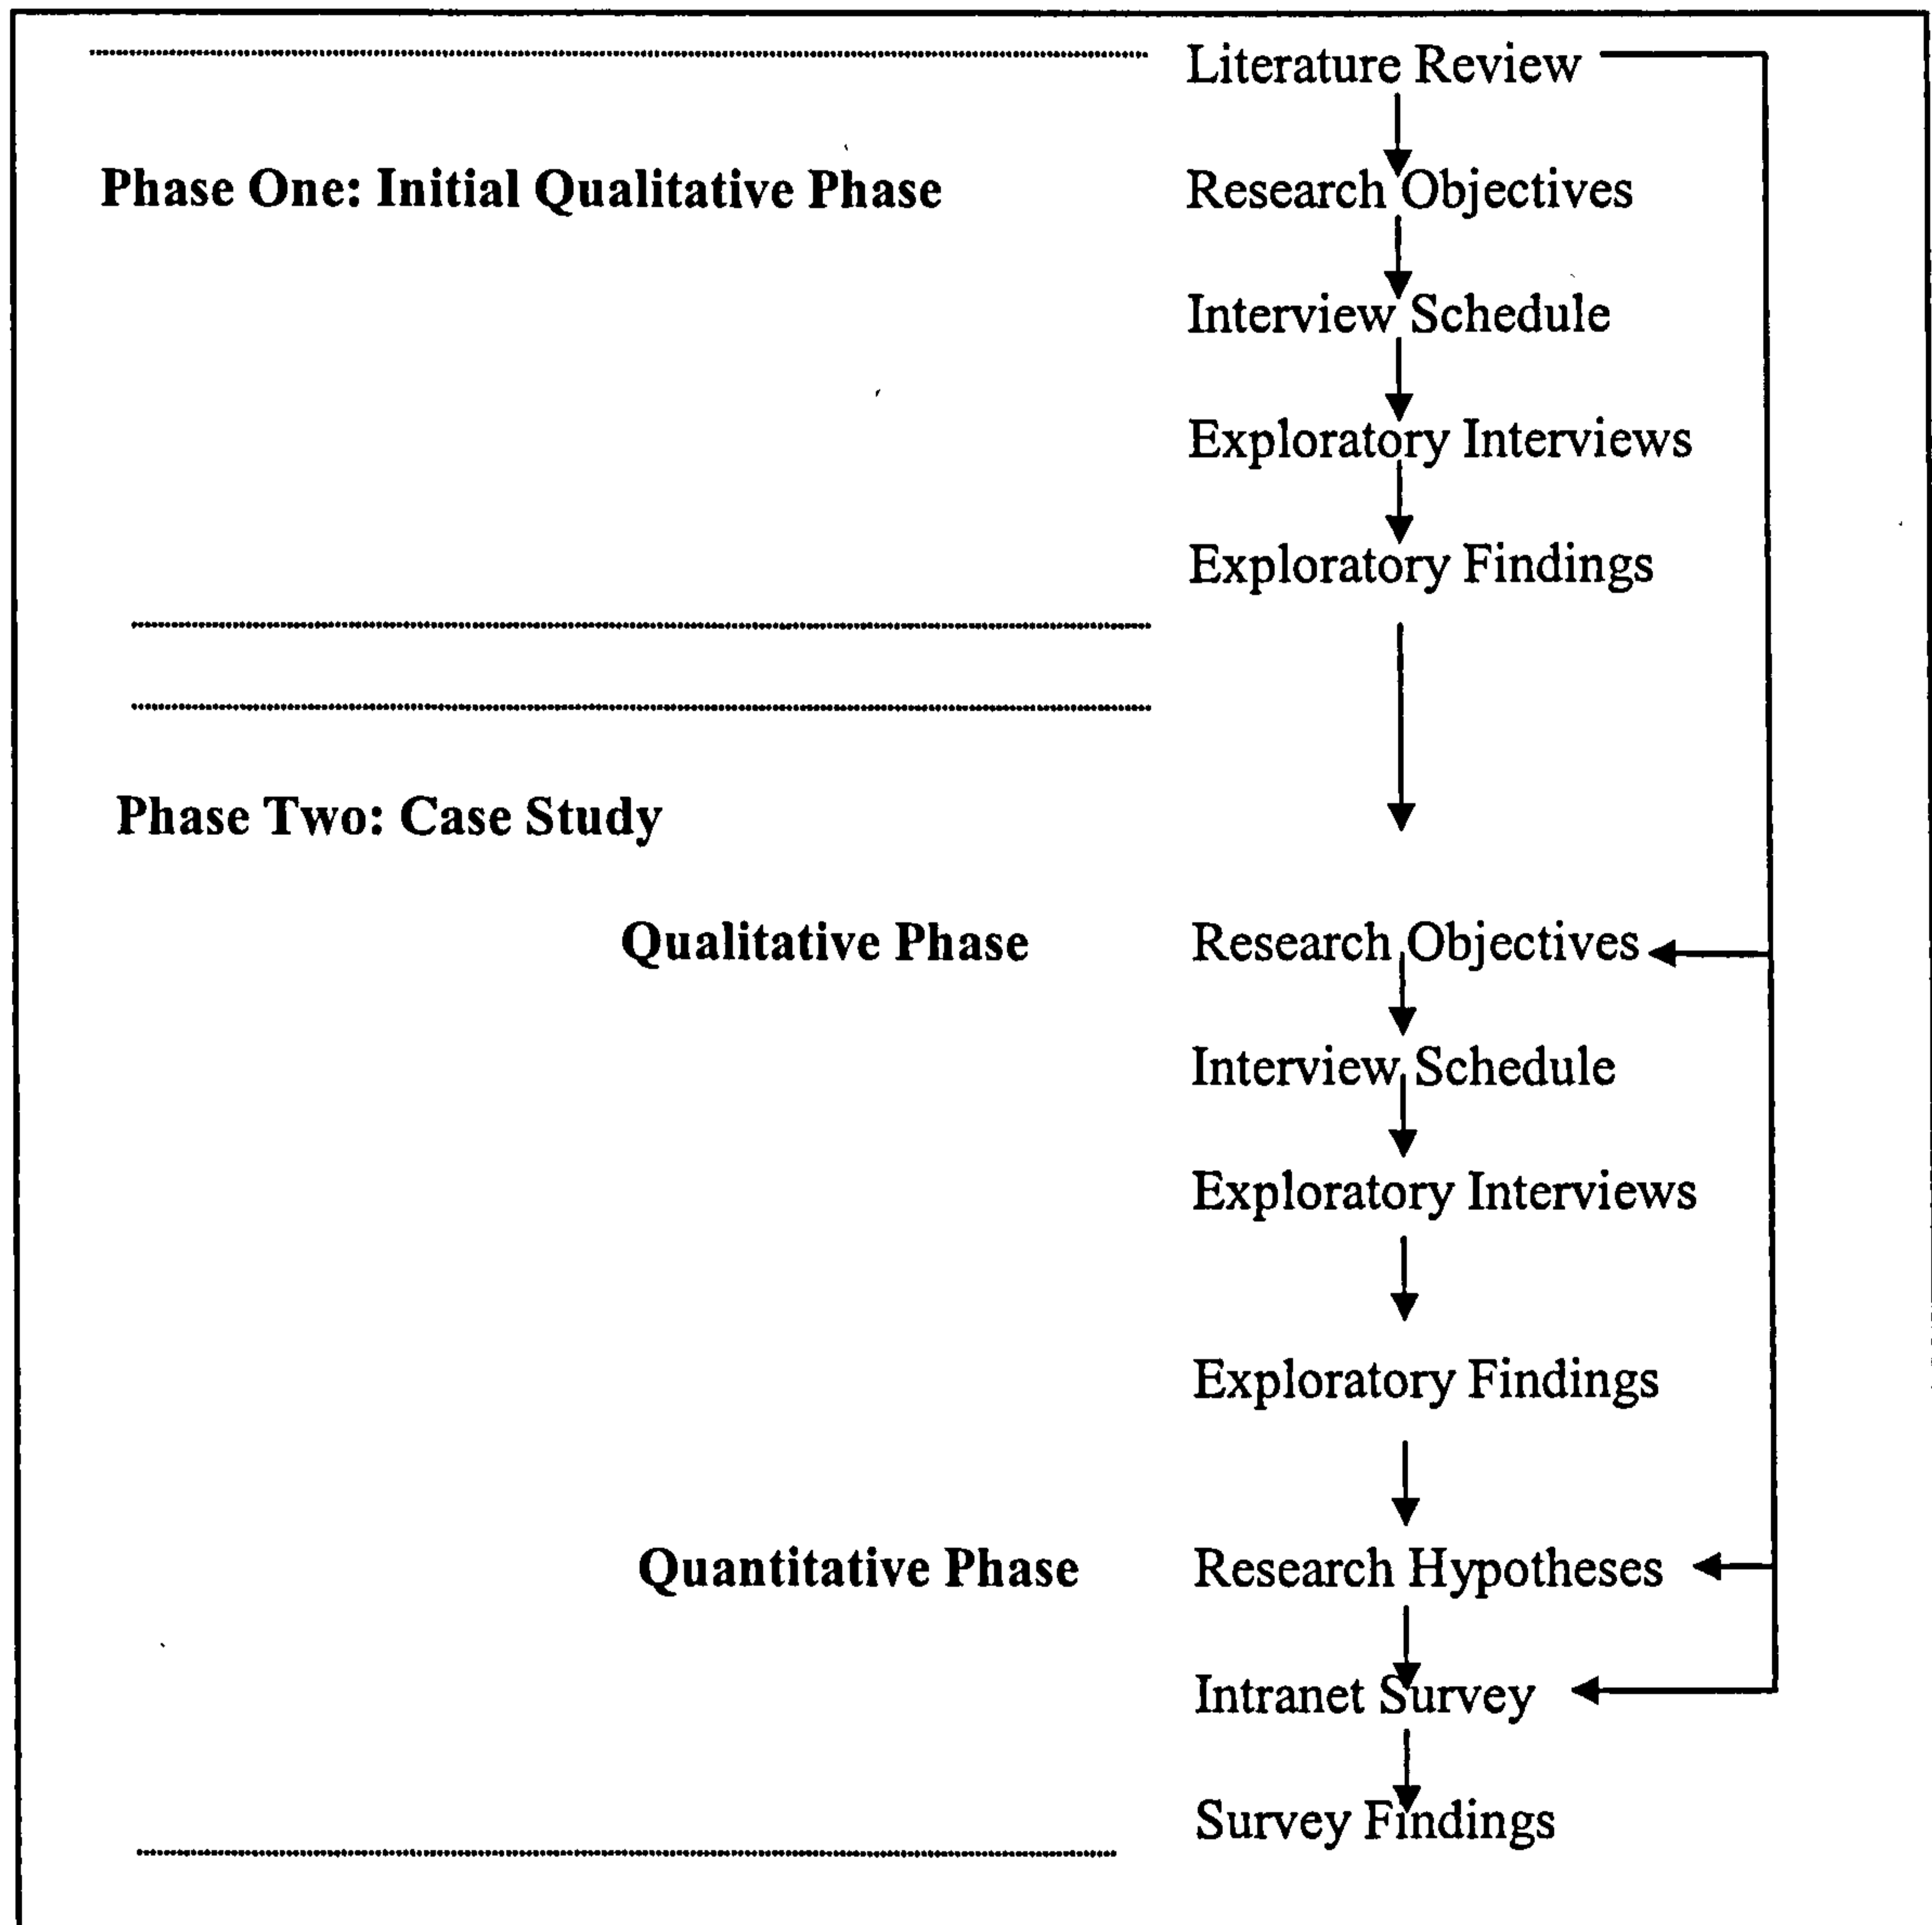 Literature Review
Phase One: Initial Qualitative Phase
Research Objectives
Interview Schedule
Exploratory Interviews
Exploratory Findings
Phase Two: Case Study
Qualitative Phase
Research Objectives
Interview Schedule
Exploratory Interviews
Exploratory Findings
Quantitative Phase
Research Hypotheses
Intranet Survey
Survey Findings